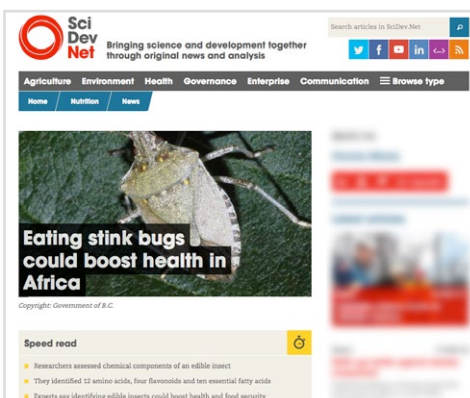 Sci
Dev
Net
Bringing science and development together
through original news and analysis
Search articles in SciDev.Net
Agriculture Environment Health Governance Enterprise Communication Browse type
Home Nutrition News
Eating stink bugs
could boost health in
Africa
Copyright: Government of B.C.
Speed read
Researchers assessed chemical components of an edible insect
They identified 12 amino acids, four flavonoids and ten essential fatty acids
Experts say identifying edible insects could boost health and food security